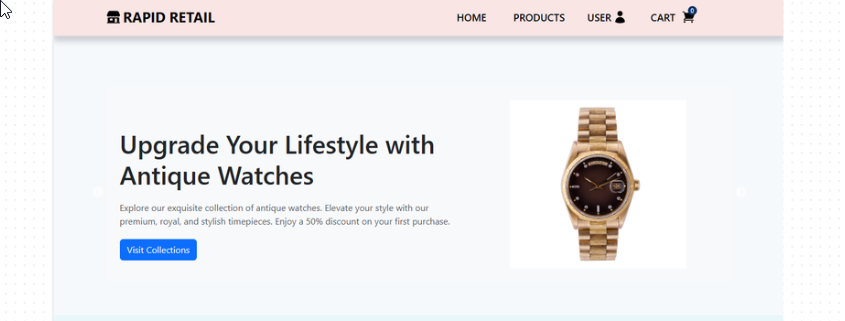 RAPID RETAIL
HOME PRODUCTS USER CART 0
Upgrade Your Lifestyle with
Antique Watches
Explore our exquisite collection of antique watches. Elevate your style with our
premium, royal, and stylish timepieces. Enjoy a 50% discount on your first purchase.
Visit Collections